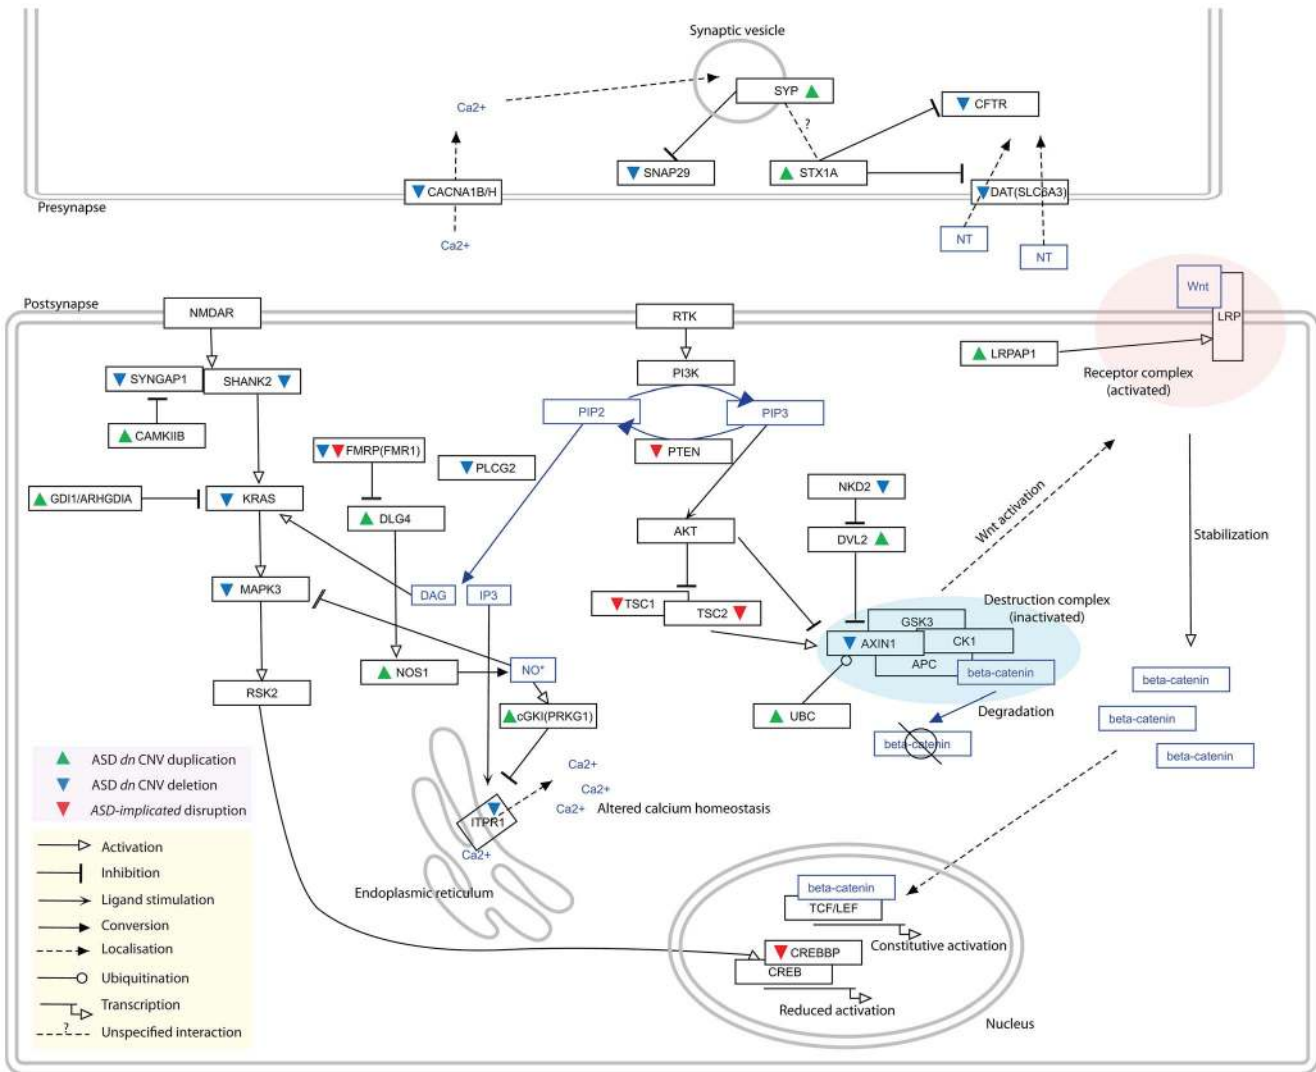 Synaptic vesicle
SYP
Ca2+
CFTR
?
SNAP29
STX1A
CACNA1B/H
DAT(SLC6A3)
Presynapse
Ca2+
NT
NT
Wnt
Postsynapse
NMDAR
RTK
LRP
LRPAP1
PI3K
Receptor complex
(activated)
SYNGAP1
SHANK2
PIP2
PIP3
CAMKIIB
FMRP(FMR1)
PTEN
PLCG2
NKD2
GDI1/ARHGDIA
KRAS
DLG4
AKT
DVL2
Wnt activation
Stabilization
MAPK3
DAG
IP3
TSC1
TSC2
Destruction complex
(inactivated)
GSK3
AXIN1
CK1
APC
beta-catenin
NOS1
NO*
beta-catenin
RSK2
cGKI(PRKG1)
UBC
Degradation
beta-catenin
beta-catenin
beta-catenin
ASD dn CNV duplication
ASD dn CNV deletion
ASD-implicated disruption
Ca2+
Ca2+
Ca2+
Altered calcium homeostasis
ITPR1
Ca2+
Endoplasmic reticulum
Activation
Inhibition
Ligand stimulation
Conversion
Localisation
Ubiquitination
Transcription
?
Unspecified interaction
beta-catenin
TCF/LEF
Constitutive activation
CREBBP
CREB
Reduced activation
Nucleus